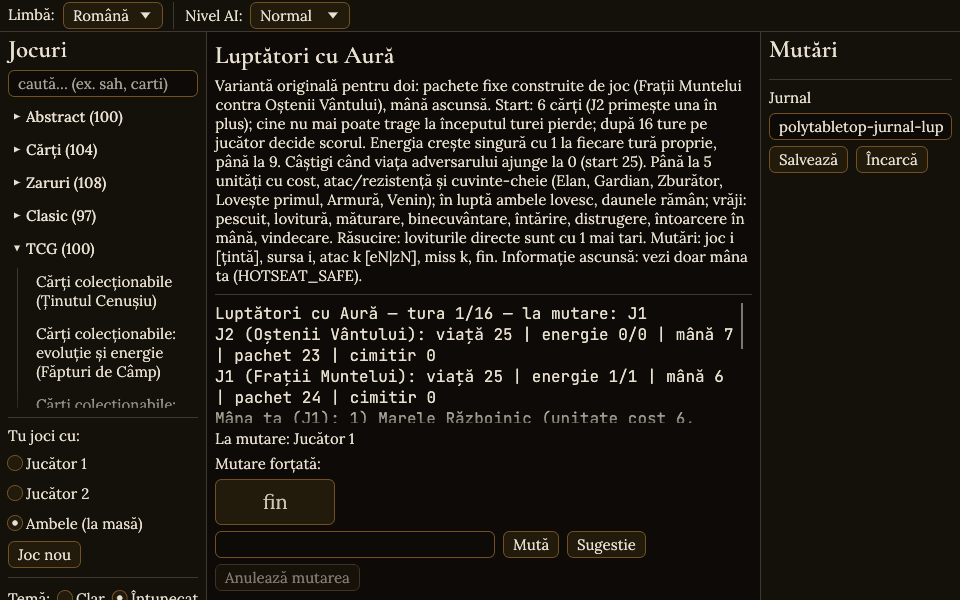 Limbă: Română ▼ Nivel AI: Normal ▼
Jocuri
caută... (ex. sah, carti)
▸ Abstract (100)
▸ Cărți (104)
▸ Zaruri (108)
▸ Clasic (97)
▾ TCG (100)
Cărți colecționabile
(Ținutul Cenușiu)
Cărți colecționabile:
evoluție și energie
(Făpturi de Câmp)
Cărți colecționabile:
Tu joci cu:
Jucător 1
Jucător 2
Ambele (la masă)
Joc nou
Temă: Clar Întunecat
Luptători cu Aură
Variantă originală pentru doi: pachete fixe construite de joc (Frații Muntelui
contra Oștenii Vântului), mână ascunsă. Start: 6 cărți (J2 primește una în
plus); cine nu mai poate trage la începutul turei pierde; după 16 ture pe
jucător decide scorul. Energia crește singură cu 1 la fiecare tură proprie,
până la 9. Câștigi când viața adversarului ajunge la 0 (start 25). Până la 5
unități cu cost, atac/rezistență și cuvinte-cheie (Elan, Gardian, Zburător,
Lovește primul, Armură, Venin); în luptă ambele lovesc, daunele rămân; vrăji:
pescuit, lovitură, măturare, binecuvântare, întărire, distrugere, întoarcere în
mână, vindecare. Răsucire: loviturile directe sunt cu 1 mai tari. Mutări: joc i
[țintă], sursa i, atac k [eN|zN], miss k, fin. Informație ascunsă: vezi doar mâna
ta (HOTSEAT_SAFE).
Luptători cu Aură — tura 1/16 — la mutare: J1
J2 (Oștenii Vântului): viață 25 | energie 0/0 | mână 7
| pachet 23 | cimitir 0
J1 (Frații Muntelui): viață 25 | energie 1/1 | mână 6
| pachet 24 | cimitir 0
Mâna ta (J1): 1) Marele Războinic (unitate cost 6,
La mutare: Jucător 1
Mutare forțată:
fin
Mută Sugestie
Anulează mutarea
Mutări
Jurnal
polytabletop-jurnal-lup
Salvează Încarcă